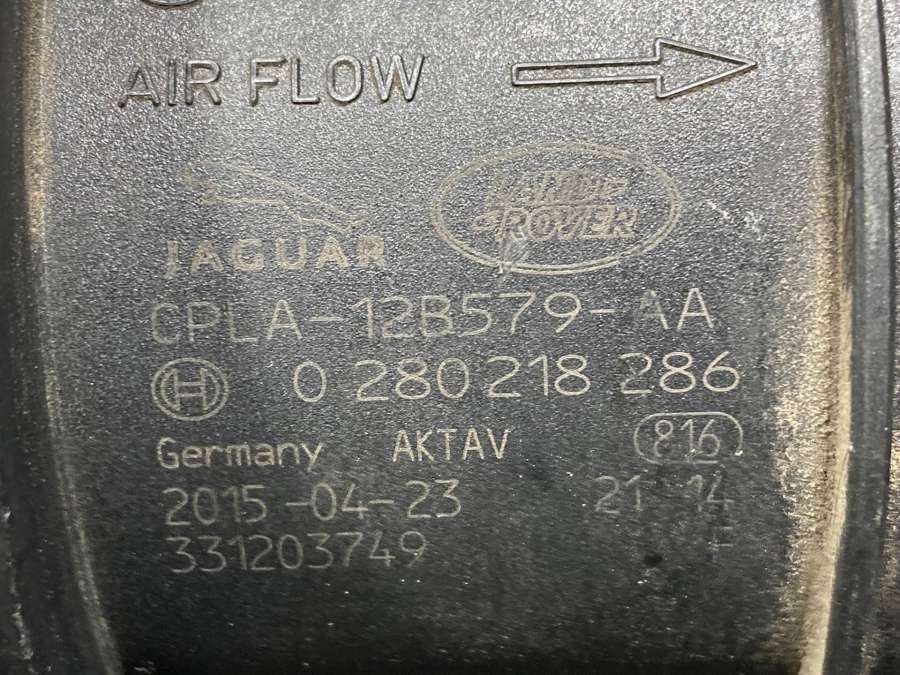 AIR FLOW
JAGUAR
LAND
ROVER
CPLA-12B579-AA
H
0 280 218 286
Germany AKTAV 816
2015-04-23 21 14
331203749